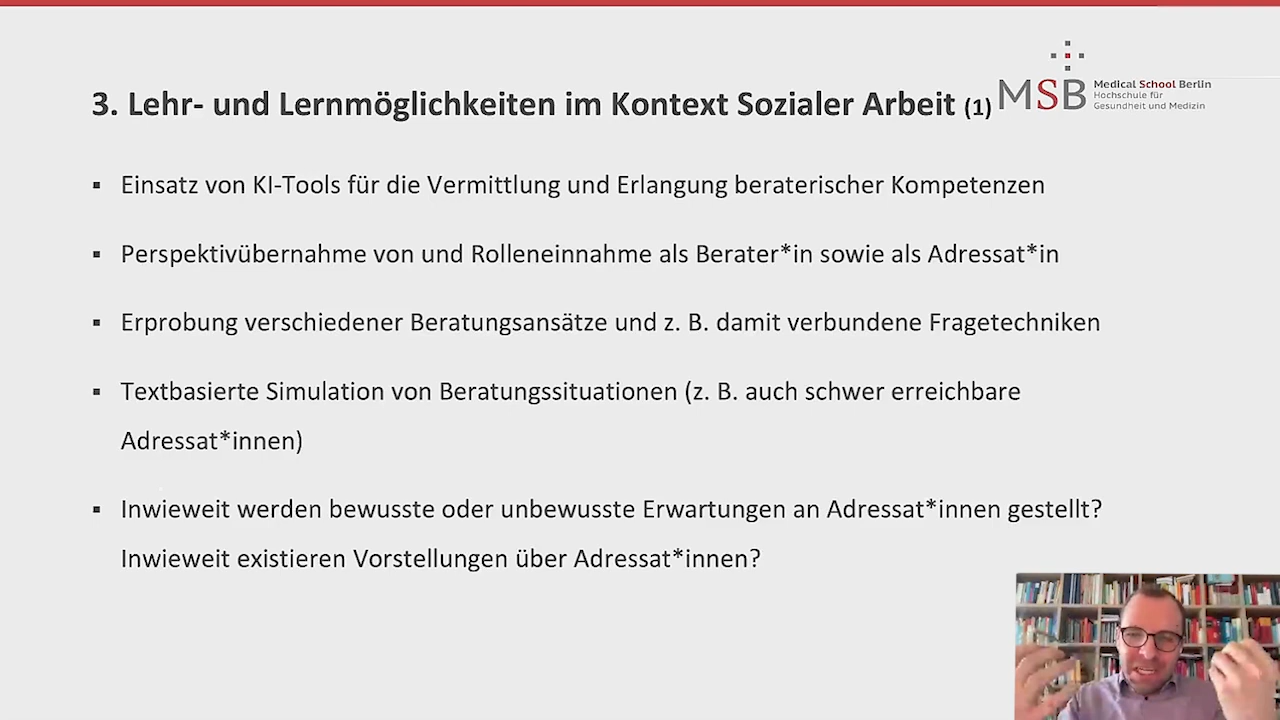 3. Lehr- und Lernmöglichkeiten im Kontext Sozialer Arbeit (1)
MSB Medical School Berlin
Hochschule für
Gesundheit und Medizin
▪ Einsatz von KI-Tools für die Vermittlung und Erlangung beraterischer Kompetenzen
▪ Perspektivübernahme von und Rolleneinnahme als Berater*in sowie als Adressat*in
▪ Erprobung verschiedener Beratungsansätze und z. B. damit verbundene Fragetechniken
▪ Textbasierte Simulation von Beratungssituationen (z. B. auch schwer erreichbare
Adressat*innen)
▪ Inwieweit werden bewusste oder unbewusste Erwartungen an Adressat*innen gestellt?
Inwieweit existieren Vorstellungen über Adressat*innen?